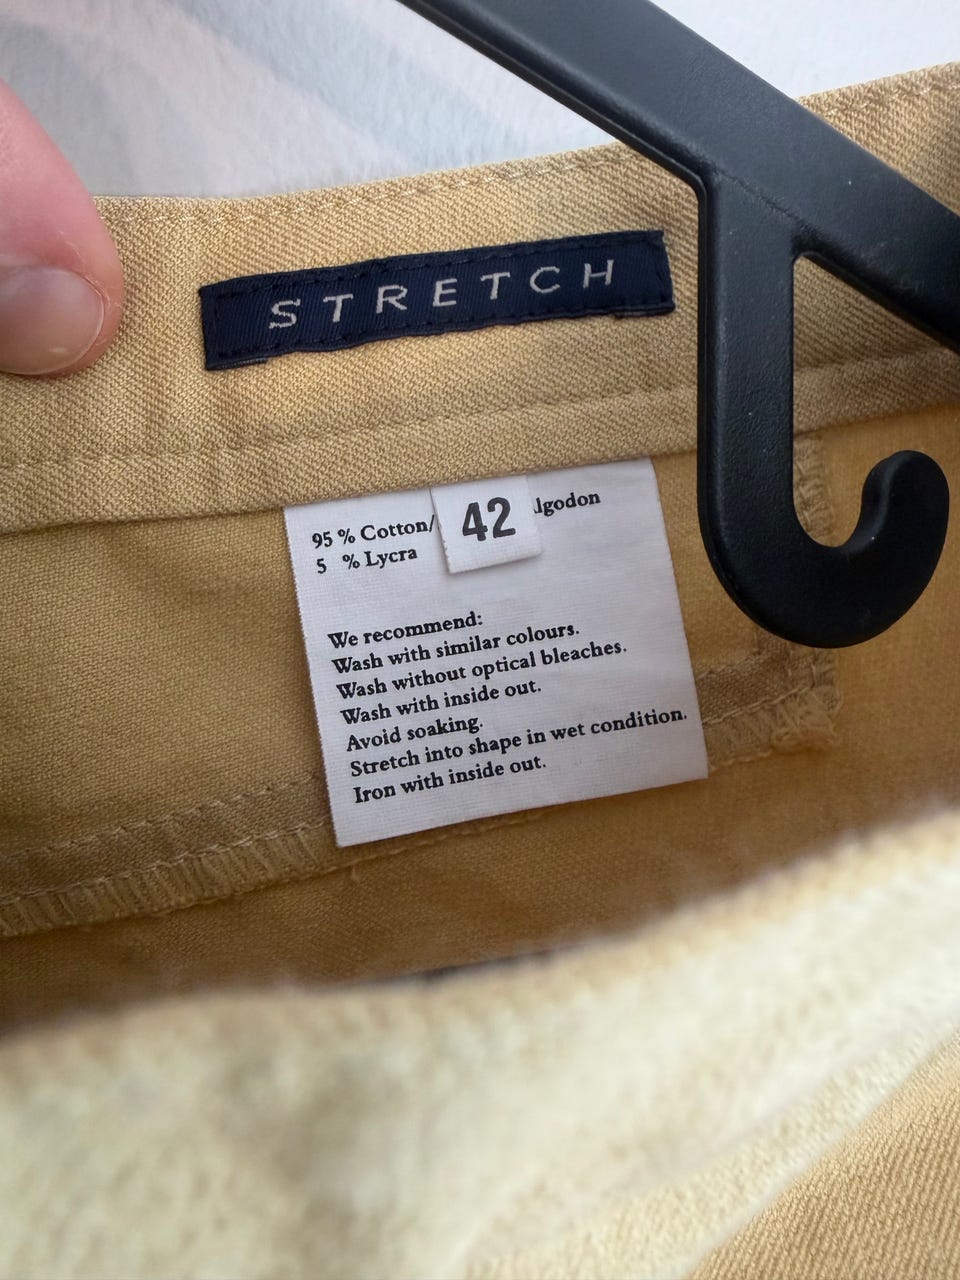 STRETCH
95 % Cotton/ lgodon
42
5 % Lycra
We recommend:
Wash with similar colours.
Wash without optical bleaches.
Wash with inside out.
Avoid soaking.
Stretch into shape in wet condition.
Iron with inside out.